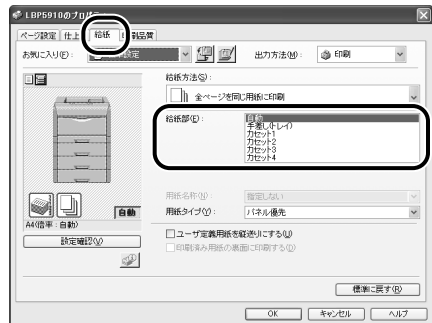 LBP5910のプロパ
ページ設定
仕上
給紙
印刷品質
お気に入り(F):
設定
出力方法(M):
印刷
給紙方法(S):
全ページを同じ用紙に印刷
給紙部(E):
自動
手差し(トレイ)
カセット1
カセット2
カセット3
カセット4
自動
A4(倍率:自動)
設定確認(V)
用紙名称(N):
指定しない
用紙タイプ(Y):
パネル優先
ユーザ定義用紙を縦送りにする(U)
印刷済み用紙の裏面に印刷する(D)
標準に戻す(R)
OK
キャンセル
ヘルプ